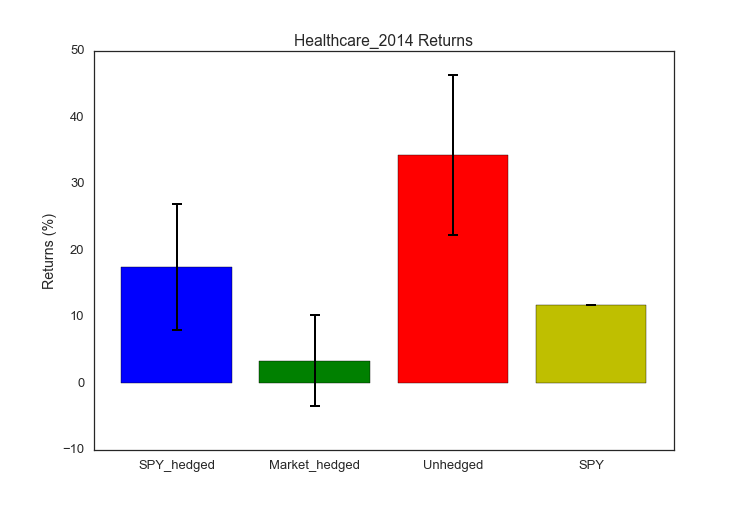 Healthcare_2014 Returns
50
40
30
20
10
0
−10
Returns (%)
SPY_hedged
Market_hedged
Unhedged
SPY